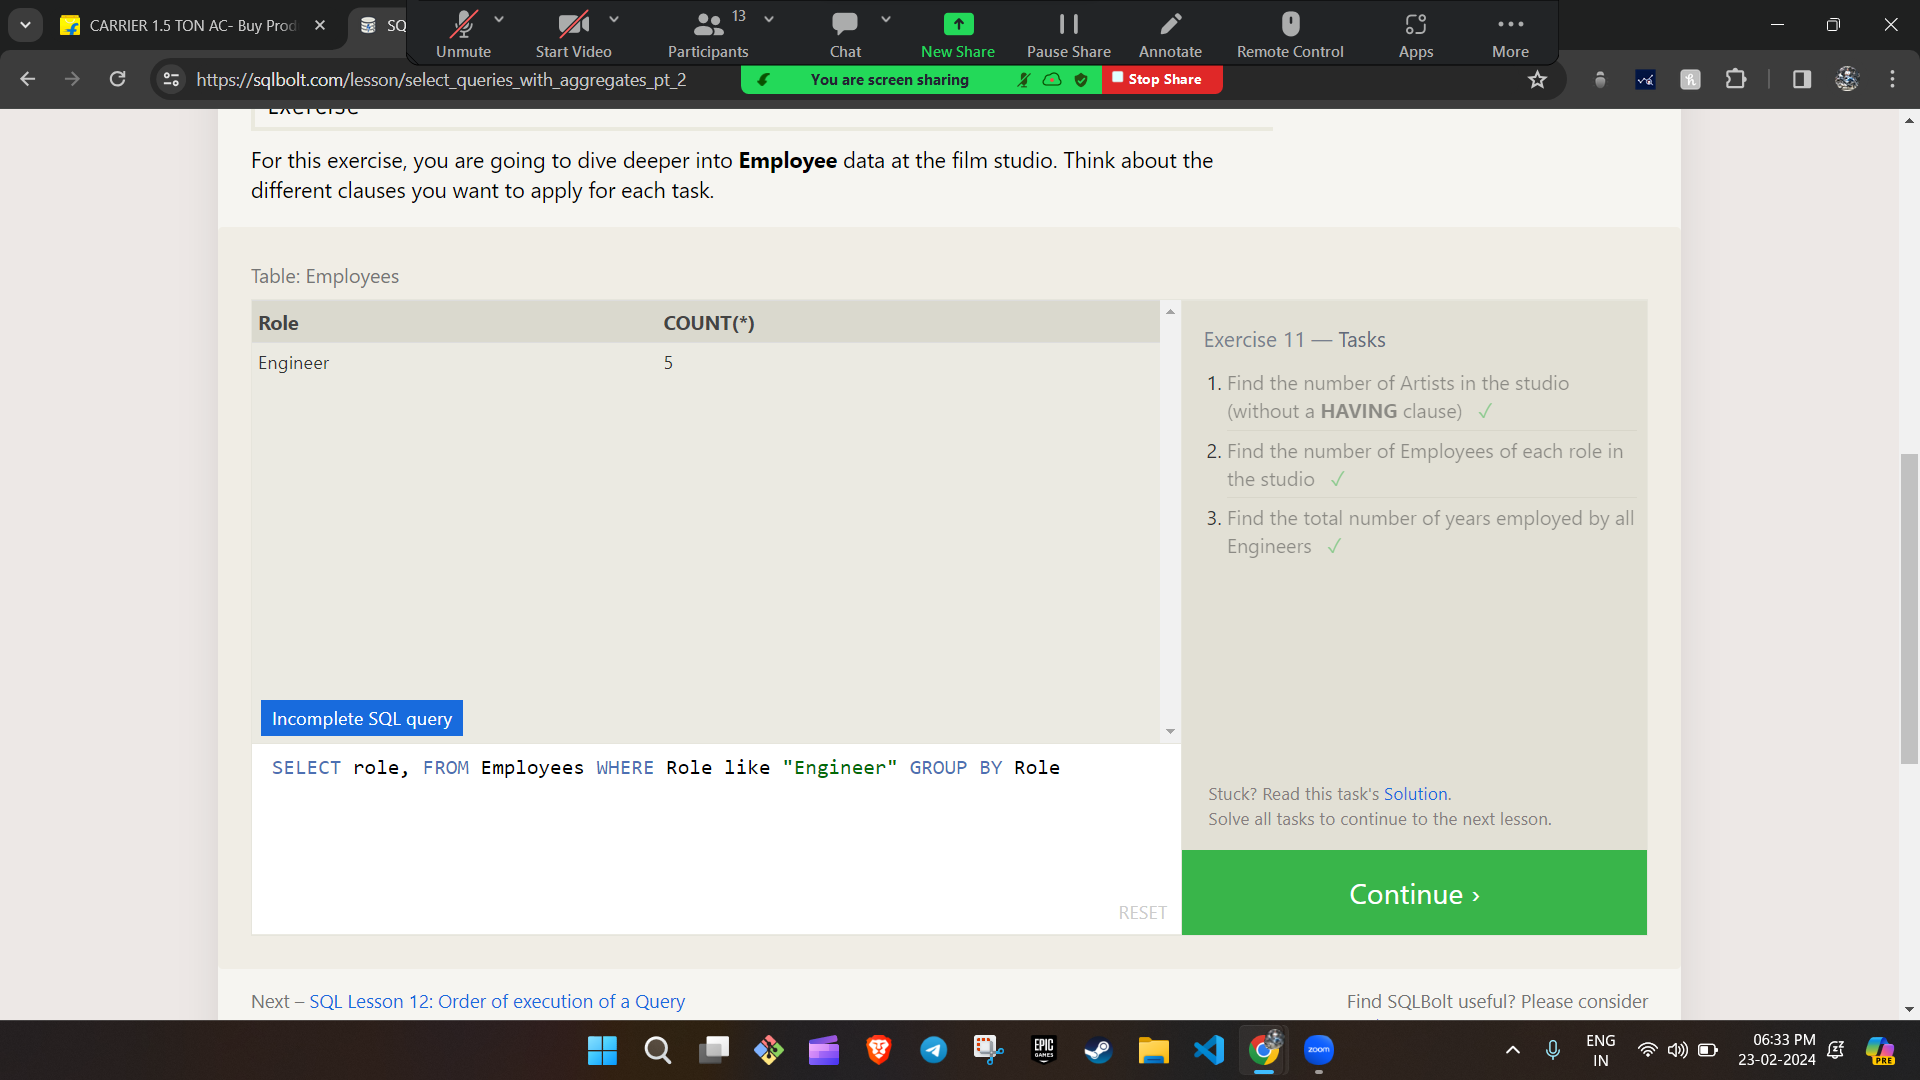 CARRIER 1.5 TON AC- Buy Prod
SQ
Unmute
Start Video
13
Participants
Chat
New Share
Pause Share
Annotate
Remote Control
Apps
More
https://sqlbolt.com/lesson/select_queries_with_aggregates_pt_2
You are screen sharing
Stop Share
Exercise
For this exercise, you are going to dive deeper into Employee data at the film studio. Think about the
different clauses you want to apply for each task.
Table: Employees
Role COUNT(*)
Engineer 5
Incomplete SQL query
SELECT role, FROM Employees WHERE Role like "Engineer" GROUP BY Role
RESET
Exercise 11 — Tasks
1. Find the number of Artists in the studio
(without a HAVING clause) ✓
2. Find the number of Employees of each role in
the studio ✓
3. Find the total number of years employed by all
Engineers ✓
Stuck? Read this task's Solution.
Solve all tasks to continue to the next lesson.
Continue ›
Next – SQL Lesson 12: Order of execution of a Query
Find SQLBolt useful? Please consider
EPIC
GAMES
zoom
ENG
IN
06:33 PM
23-02-2024
PRE